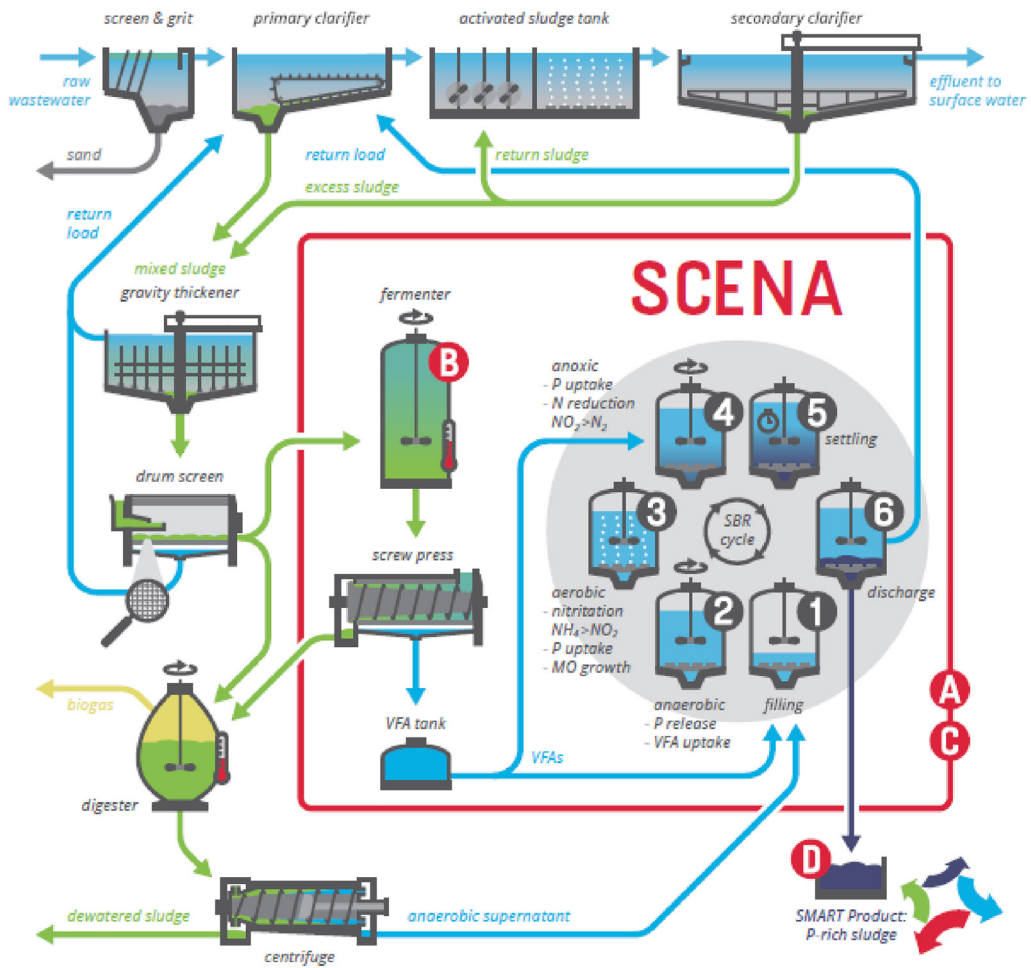 screen & grit
primary clarifier
activated sludge tank
secondary clarifier
raw
wastewater
effluent to
surface water
sand
return load
return sludge
excess sludge
return
load
mixed sludge
gravity thickener
SCENA
fermenter
B
anoxic
- P uptake
- N reduction
NO₂>N₂
4
5
settling
drum screen
3
SBR
cycle
6
screw press
aerobic
- nitritation
NH₄>NO₂
- P uptake
- MO growth
2
1
discharge
anaerobic
- P release
- VFA uptake
filling
A
C
biogas
VFA tank
VFAs
digester
D
dewatered sludge
anaerobic supernatant
SMART Product:
P-rich sludge
centrifuge